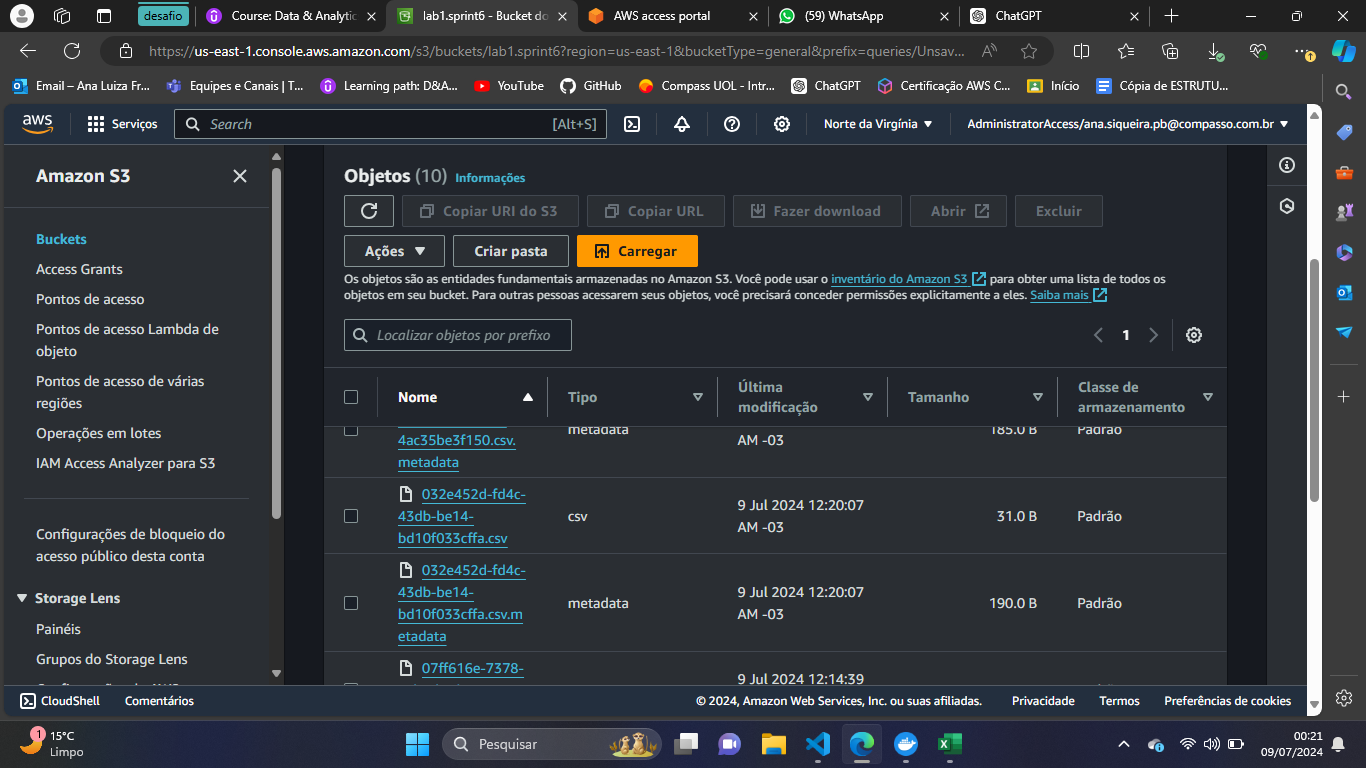 desafio
Course: Data & Analytic
lab1.sprint6 - Bucket do
AWS access portal
(59) WhatsApp
ChatGPT
https://us-east-1.console.aws.amazon.com/s3/buckets/lab1.sprint6?region=us-east-1&bucketType=general&prefix=queries/Unsav...
Email – Ana Luiza Fr...
Equipes e Canais | T...
Learning path: D&A...
YouTube
GitHub
Compass UOL - Intr...
ChatGPT
Certificação AWS C...
Início
Cópia de ESTRUTU...
aws
Serviços
Search
[Alt+S]
Norte da Virgínia
AdministratorAccess/ana.siqueira.pb@compasso.com.br
Amazon S3
Buckets
Access Grants
Pontos de acesso
Pontos de acesso Lambda de
objeto
Pontos de acesso de várias
regiões
Operações em lotes
IAM Access Analyzer para S3
Configurações de bloqueio do
acesso público desta conta
Storage Lens
Painéis
Grupos do Storage Lens
Objetos (10) Informações
Copiar URI do S3
Copiar URL
Fazer download
Abrir
Excluir
Ações
Criar pasta
Carregar
Os objetos são as entidades fundamentais armazenadas no Amazon S3. Você pode usar o inventário do Amazon S3 para obter uma lista de todos os
objetos em seu bucket. Para outras pessoas acessarem seus objetos, você precisará conceder permissões explicitamente a eles. Saiba mais
Localizar objetos por prefixo
1
Nome
Tipo
Última
modificação
Tamanho
Classe de
armazenamento
4ac35be3f150.csv.
metadata
metadata
AM -03
185.0 B
Padrão
032e452d-fd4c-
43db-be14-
bd10f033cffa.csv
csv
9 Jul 2024 12:20:07
AM -03
31.0 B
Padrão
032e452d-fd4c-
43db-be14-
bd10f033cffa.csv.m
etadata
metadata
9 Jul 2024 12:20:07
AM -03
190.0 B
Padrão
07ff616e-7378-
9 Jul 2024 12:14:39
CloudShell
Comentários
© 2024, Amazon Web Services, Inc. ou suas afiliadas.
Privacidade
Termos
Preferências de cookies
1
15°C
Limpo
Pesquisar
00:21
09/07/2024